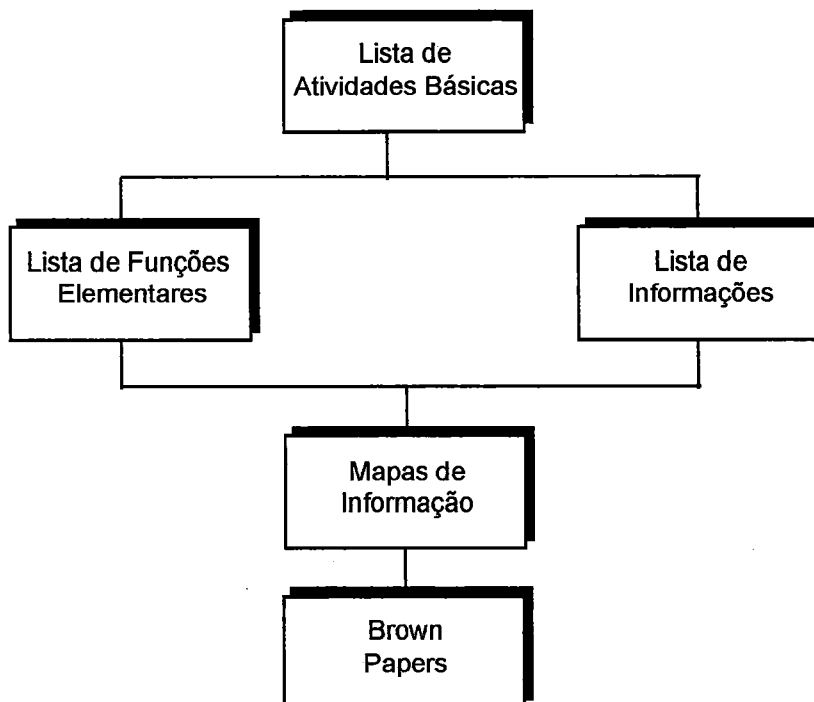 Lista de
Atividades Básicas
Lista de Funções
Elementares
Lista de
Informações
Mapas de
Informação
Brown
Papers